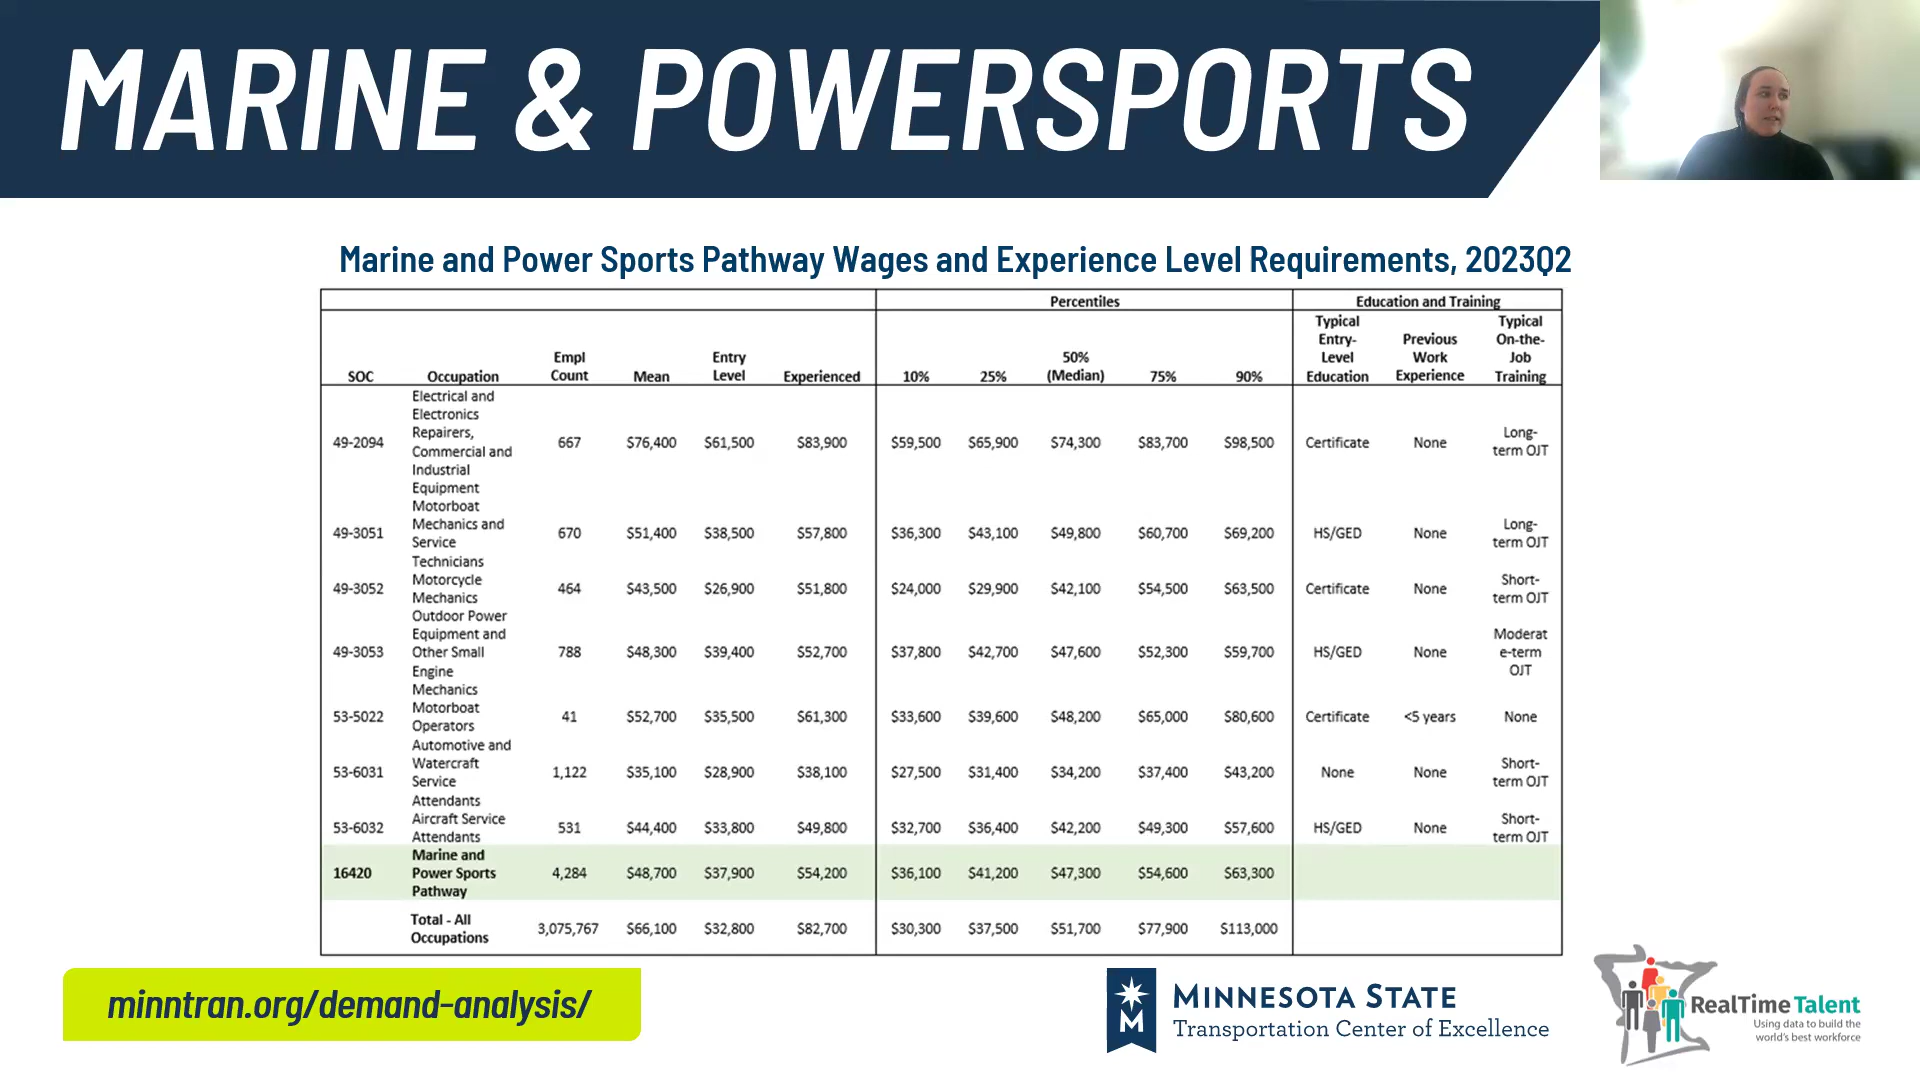 MARINE & POWERSPORTS
Marine and Power Sports Pathway Wages and Experience Level Requirements, 2023Q2
Percentiles Education and Training
SOC Occupation Empl Count Mean Entry Level Experienced 10% 25% 50% (Median) 75% 90% Typical Entry-Level Education Previous Work Experience Typical On-the-Job Training
49-2094 Electrical and Electronics Repairers, Commercial and Industrial Equipment 667 $76,400 $61,500 $83,900 $59,500 $65,900 $74,300 $83,700 $98,500 Certificate None Long-term OJT
49-3051 Motorboat Mechanics and Service Technicians 670 $51,400 $38,500 $57,800 $36,300 $43,100 $49,800 $60,700 $69,200 HS/GED None Long-term OJT
49-3052 Motorcycle Mechanics 464 $43,500 $26,900 $51,800 $24,000 $29,900 $42,100 $54,500 $63,500 Certificate None Short-term OJT
49-3053 Outdoor Power Equipment and Other Small Engine Mechanics 788 $48,300 $39,400 $52,700 $37,800 $42,700 $47,600 $52,300 $59,700 HS/GED None Moderate-term OJT
53-5022 Motorboat Operators 41 $52,700 $35,500 $61,300 $33,600 $39,600 $48,200 $65,000 $80,600 Certificate <5 years None
53-6031 Automotive and Watercraft Service Attendants 1,122 $35,100 $28,900 $38,100 $27,500 $31,400 $34,200 $37,400 $43,200 None None Short-term OJT
53-6032 Aircraft Service Attendants 531 $44,400 $33,800 $49,800 $32,700 $36,400 $42,200 $49,300 $57,600 HS/GED None Short-term OJT
16420 Marine and Power Sports Pathway 4,284 $48,700 $37,900 $54,200 $36,100 $41,200 $47,300 $54,600 $63,300
Total - All Occupations 3,075,767 $66,100 $32,800 $82,700 $30,300 $37,500 $51,700 $77,900 $113,000
minntran.org/demand-analysis/
M
MINNESOTA STATE
Transportation Center of Excellence
RealTime Talent
Using data to build the
world's best workforce